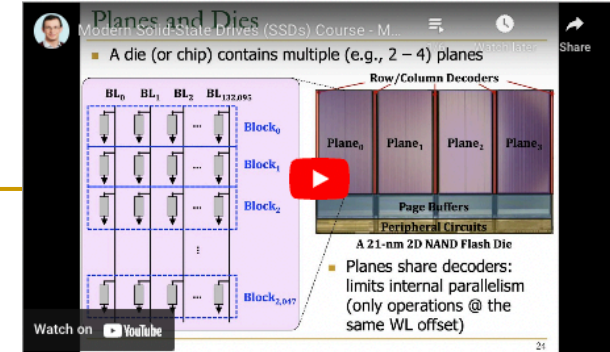 Planes and Dies
Modern Solid-State Drives (SSDs) Course - M...
Watch later
Share
A die (or chip) contains multiple (e.g., 2 – 4) planes
Row/Column Decoders
BL0 BL1 BL2 BL132,095
Block0
Block1
Block2
Block2,047
Plane0 Plane1 Plane2 Plane3
Page Buffers
Peripheral Circuits
A 21-nm 2D NAND Flash Die
Planes share decoders:
limits internal parallelism
(only operations @ the
same WL offset)
Watch on YouTube
24